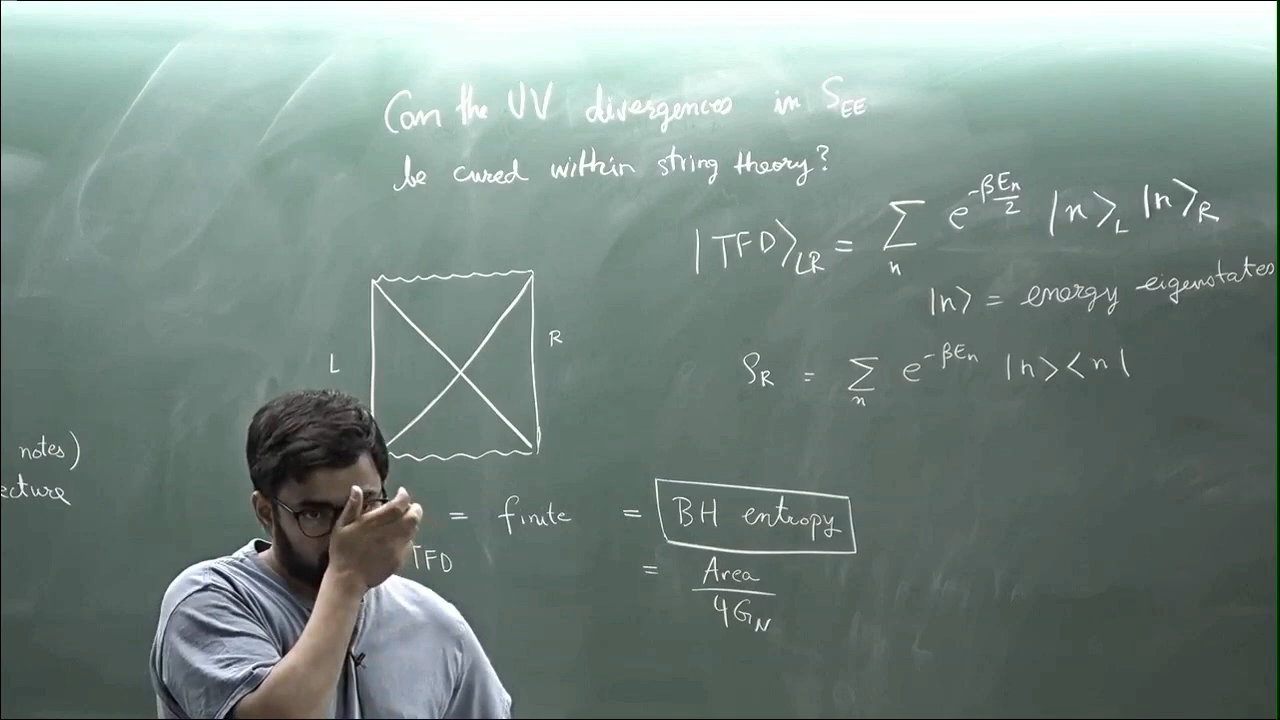 Can the UV divergences in S_EE
be cured within string theory?
|TFD⟩_LR = Σ_n e^{-βE_n/2} |n⟩_L |n⟩_R
|n⟩ = energy eigenstates
L
R
ρ_R = Σ_n e^{-βE_n} |n><n|
notes)
ecture
= finite = BH entropy
TFD
= Area / 4G_N